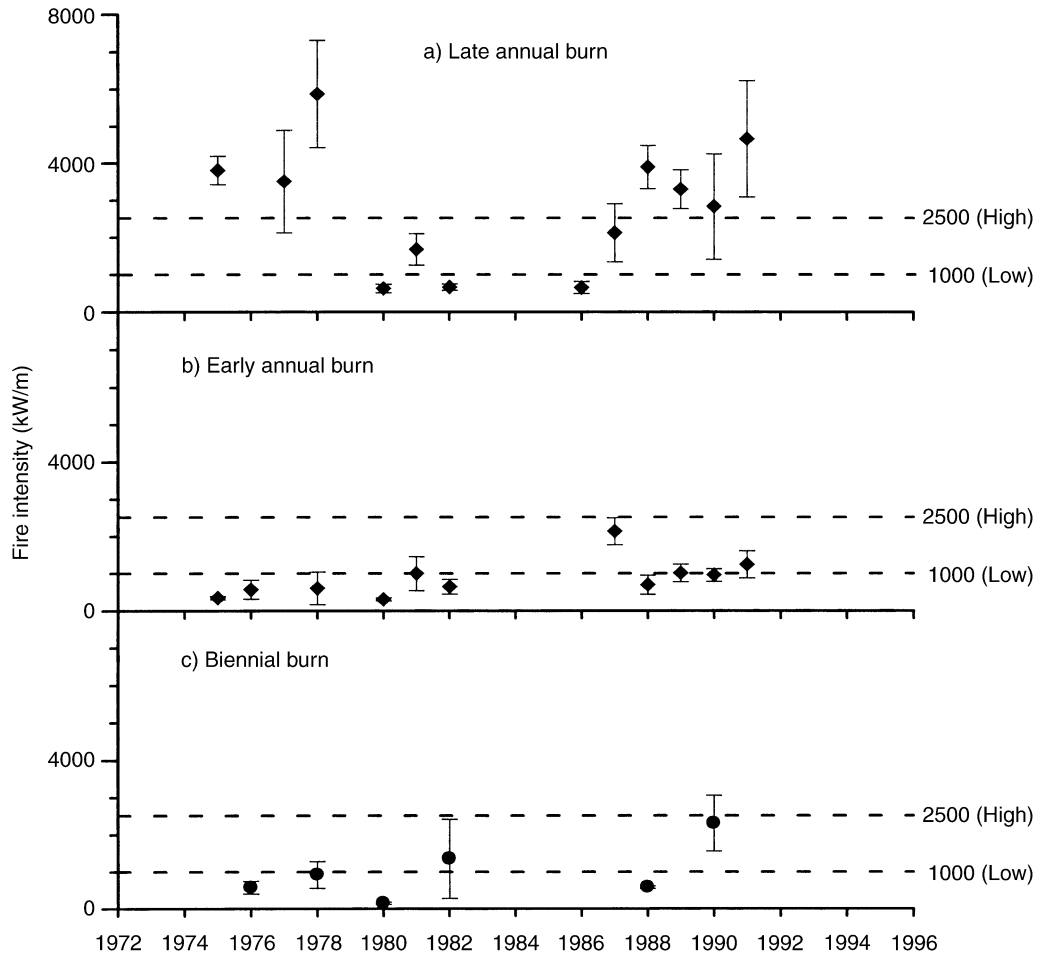 8000
a) Late annual burn
4000
2500 (High)
1000 (Low)
0
b) Early annual burn
Fire intensity (kW/m)
4000
2500 (High)
1000 (Low)
0
c) Biennial burn
4000
2500 (High)
1000 (Low)
0
1972 1974 1976 1978 1980 1982 1984 1986 1988 1990 1992 1994 1996